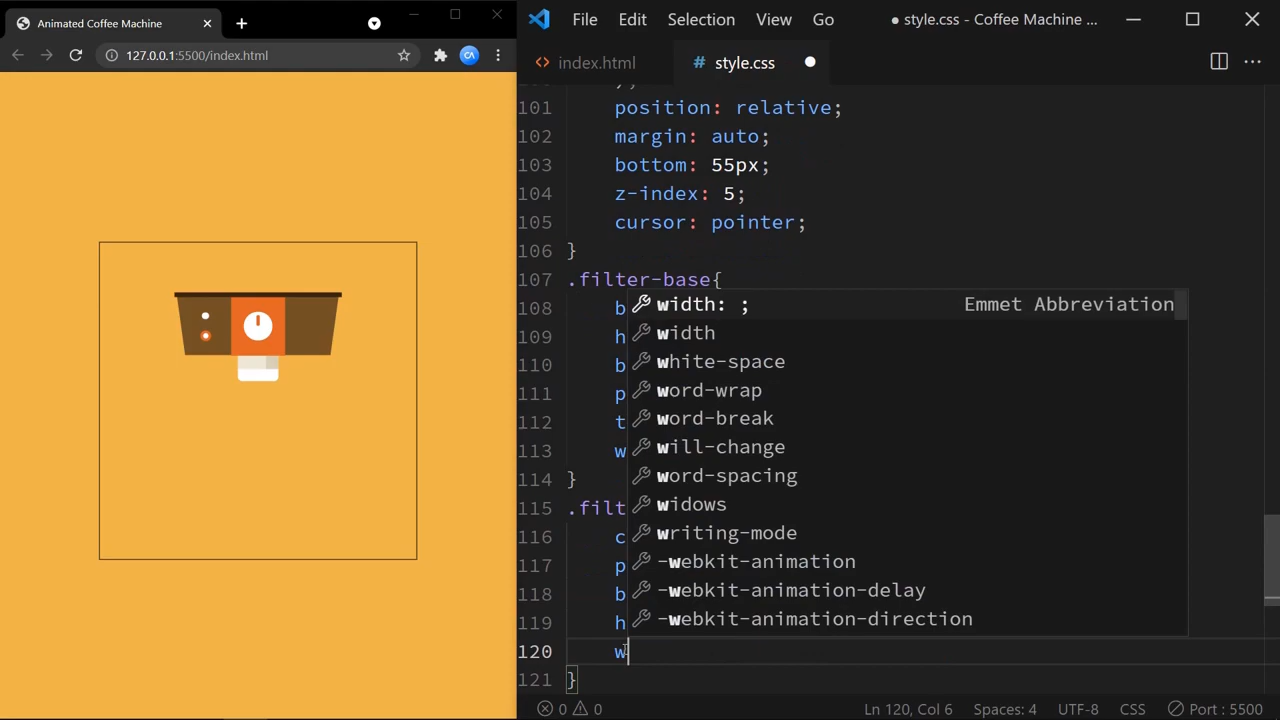 Animated Coffee Machine
127.0.0.1:5500/index.html
File Edit Selection View Go
● style.css - Coffee Machine ...
<> index.html
# style.css
101 position: relative;
102 margin: auto;
103 bottom: 55px;
104 z-index: 5;
105 cursor: pointer;
106 }
107 .filter-base{
108 b
109 h
110 b
111 p
112 t
113 w
114 }
115 .filt
116 c
117 p
118 b
119 h
120 w
121 }
width: ; Emmet Abbreviation
width
white-space
word-wrap
word-break
will-change
word-spacing
widows
writing-mode
-webkit-animation
-webkit-animation-delay
-webkit-animation-direction
0 0 Ln 120, Col 6 Spaces: 4 UTF-8 CSS Port : 5500